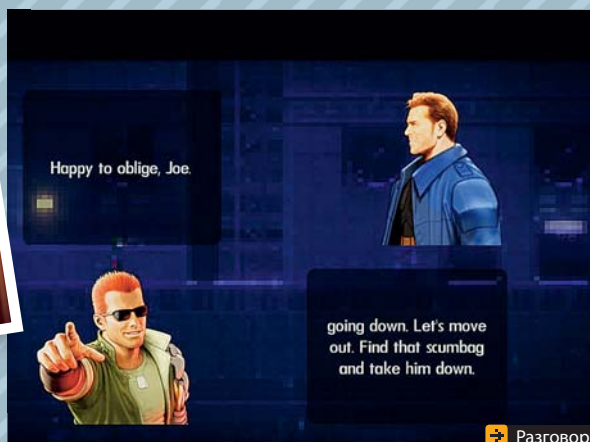 Happy to oblige, Joe.
going down. Let's move
out. Find that scumbag
and take him down.
Разговор